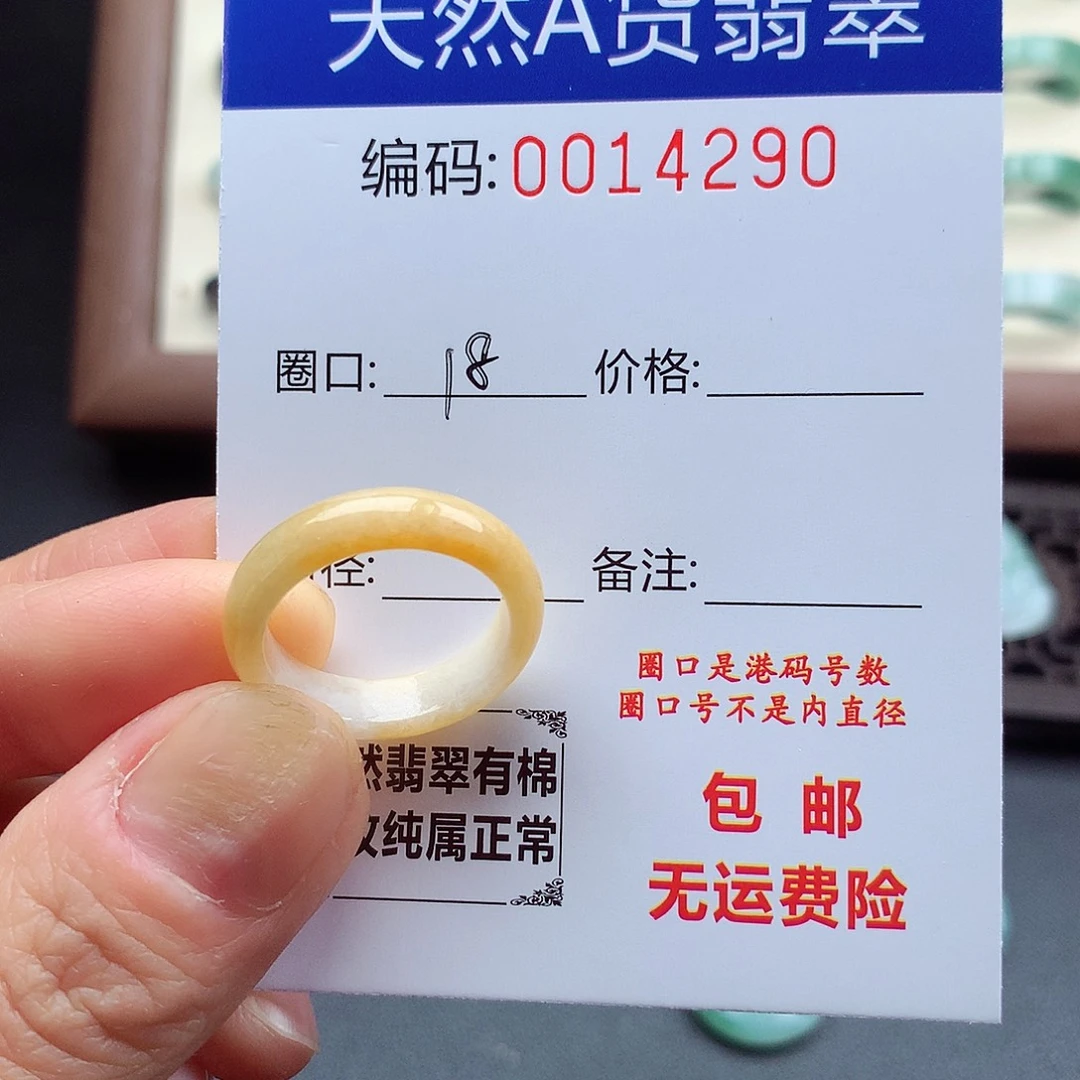 天然A货翡翠
编码:0014290
圈口: 18 价格:
径: 备注:
圈口是港码号数
圈口号不是内直径
然翡翠有棉
纹纯属正常
包 邮
无运费险